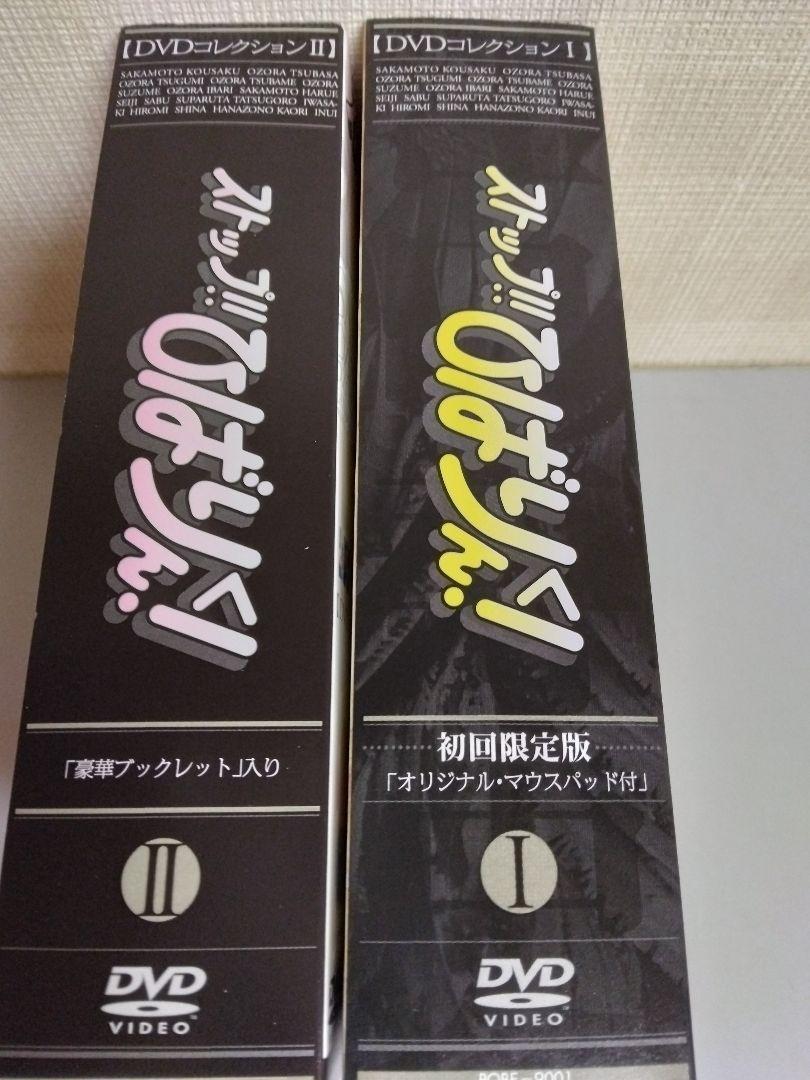 【DVDコレクションⅡ】
SAKAMOTO KOUSAKU OZORA TSUBASA
OZORA TSUGUMI OZORA TSUBAME OZORA
SUZUME OZORA IBARI SAKAMOTO HARUE
SEIJI SABU SUPARUTA TATSUGORO IWASA-
KI HIROMI SHINA HANAZONO KAORI INUI
ストップ!!
ひばりくん!
「豪華ブックレット」入り
Ⅱ
DVD
VIDEO
【DVDコレクションⅠ】
SAKAMOTO KOUSAKU OZORA TSUBASA
OZORA TSUGUMI OZORA TSUBAME OZORA
SUZUME OZORA IBARI SAKAMOTO HARUE
SEIJI SABU SUPARUTA TATSUGORO IWASA-
KI HIROMI SHINA HANAZONO KAORI INUI
ストップ!!
ひばりくん!
初回限定版
「オリジナル・マウスパッド付」
Ⅰ
DVD
VIDEO